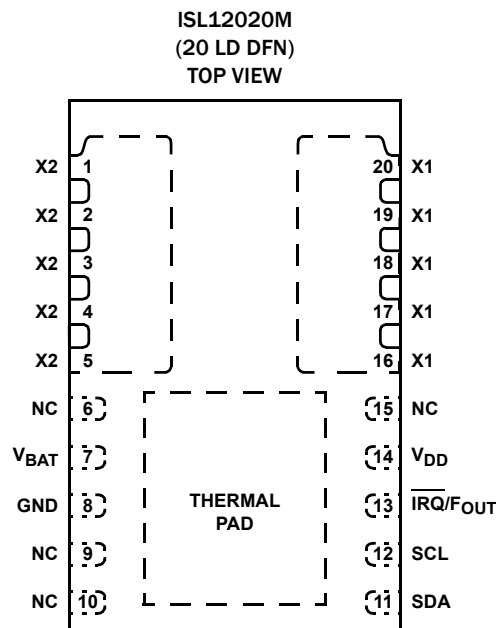 ISL12020M
(20 LD DFN)
TOP VIEW
X2 1 20 X1
X2 2 19 X1
X2 3 18 X1
X2 4 17 X1
X2 5 16 X1
NC 6 15 NC
VBAT 7 14 VDD
GND 8 THERMAL PAD 13 IRQ/FOUT
NC 9 12 SCL
NC 10 11 SDA